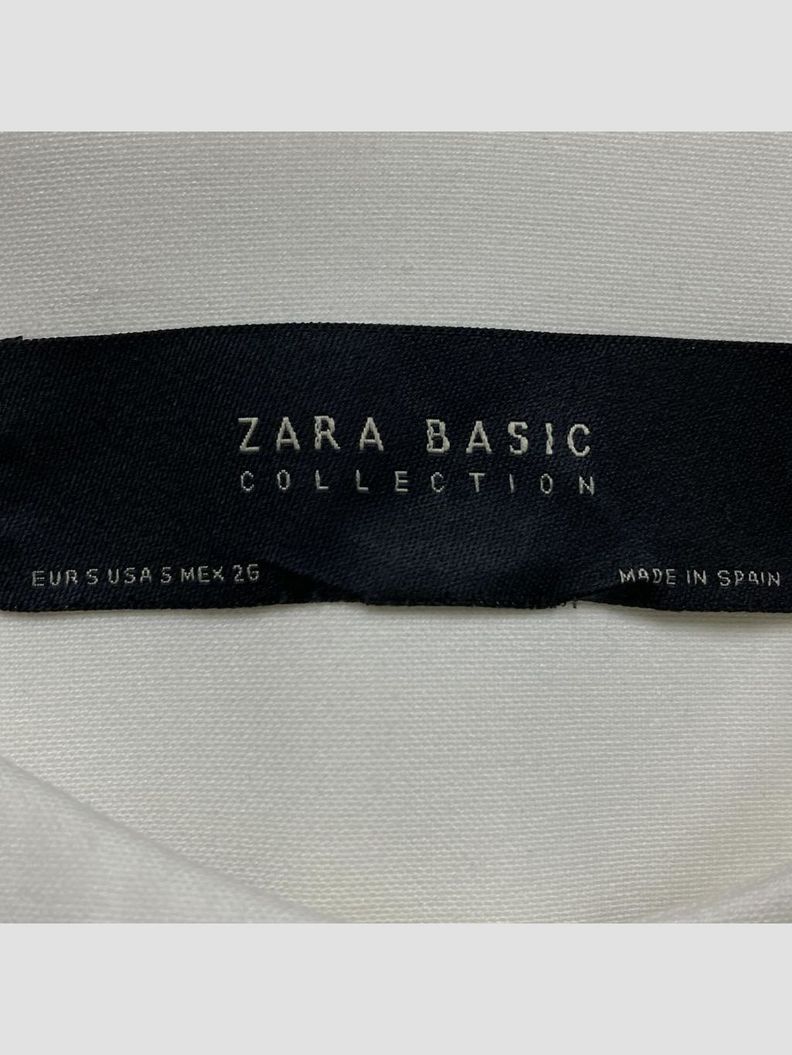 ZARA BASIC
COLLECTION
EUR S USA S MEX 26
MADE IN SPAIN